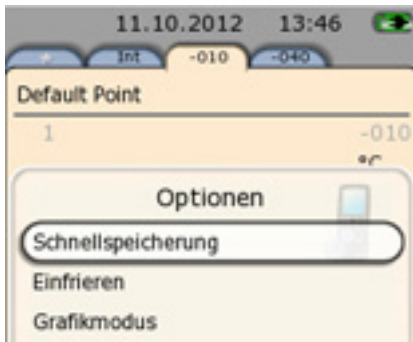 11.10.2012 13:46
Int -010 -040
Default Point
1 -010
°C
Optionen
Schnellspeicherung
Einfrieren
Grafikmodus